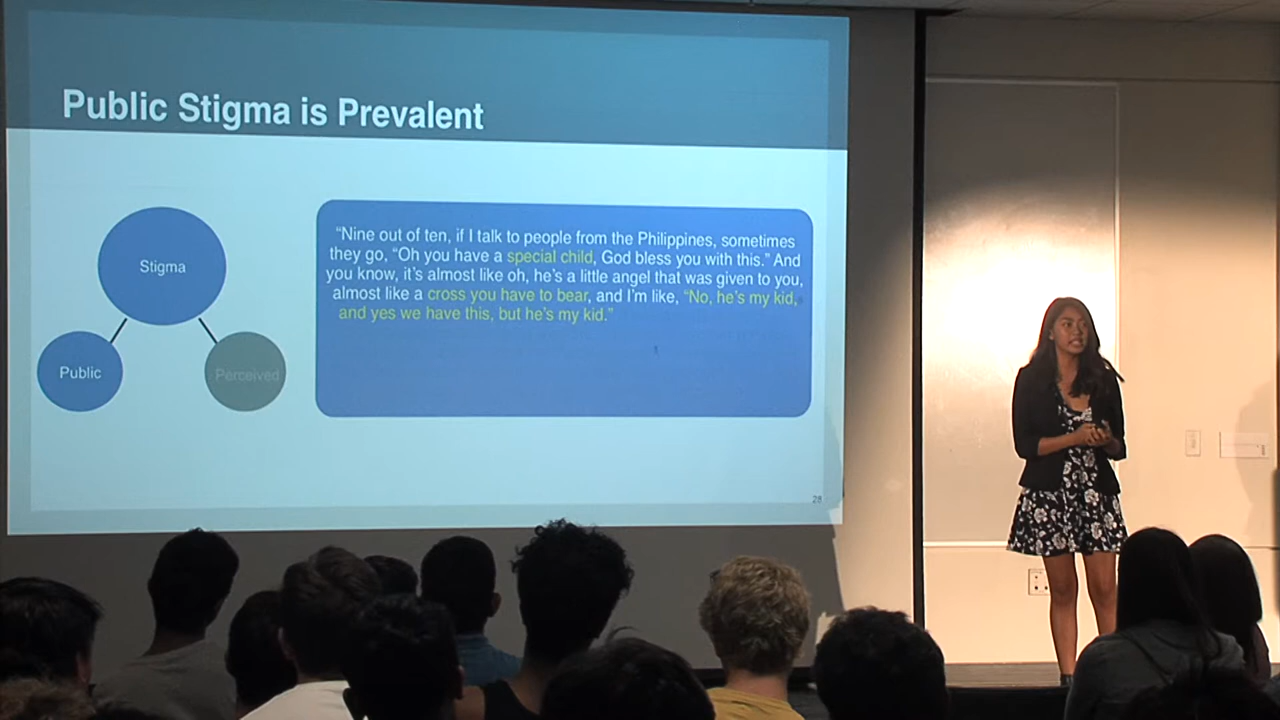 Public Stigma is Prevalent
Stigma
Public
Perceived
“Nine out of ten, if I talk to people from the Philippines, sometimes
they go, “Oh you have a special child, God bless you with this.” And
you know, it's almost like oh, he's a little angel that was given to you,
almost like a cross you have to bear, and I'm like, “No, he's my kid,
and yes we have this, but he's my kid.”
28